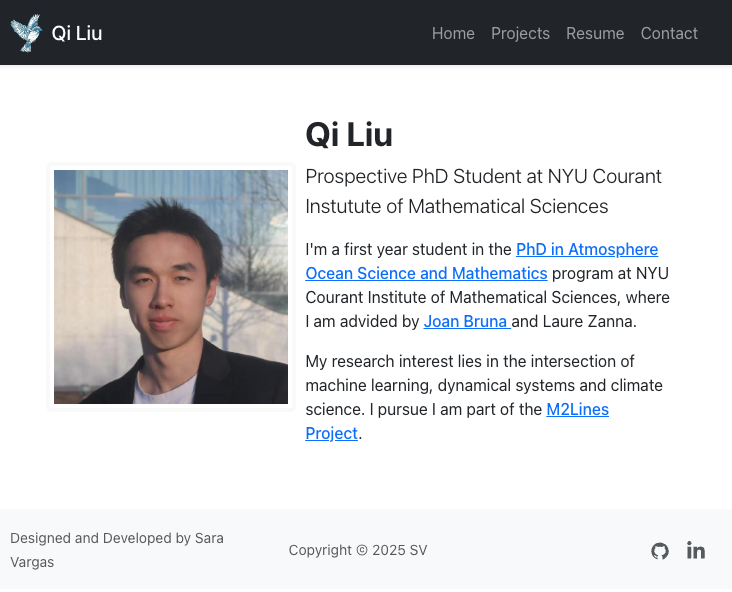 Qi Liu
Home Projects Resume Contact
Qi Liu
Prospective PhD Student at NYU Courant
Instutute of Mathematical Sciences
I'm a first year student in the PhD in Atmosphere
Ocean Science and Mathematics program at NYU
Courant Institute of Mathematical Sciences, where
I am advided by Joan Bruna and Laure Zanna.
My research interest lies in the intersection of
machine learning, dynamical systems and climate
science. I pursue I am part of the M2Lines
Project.
Designed and Developed by Sara
Vargas
Copyright © 2025 SV
in